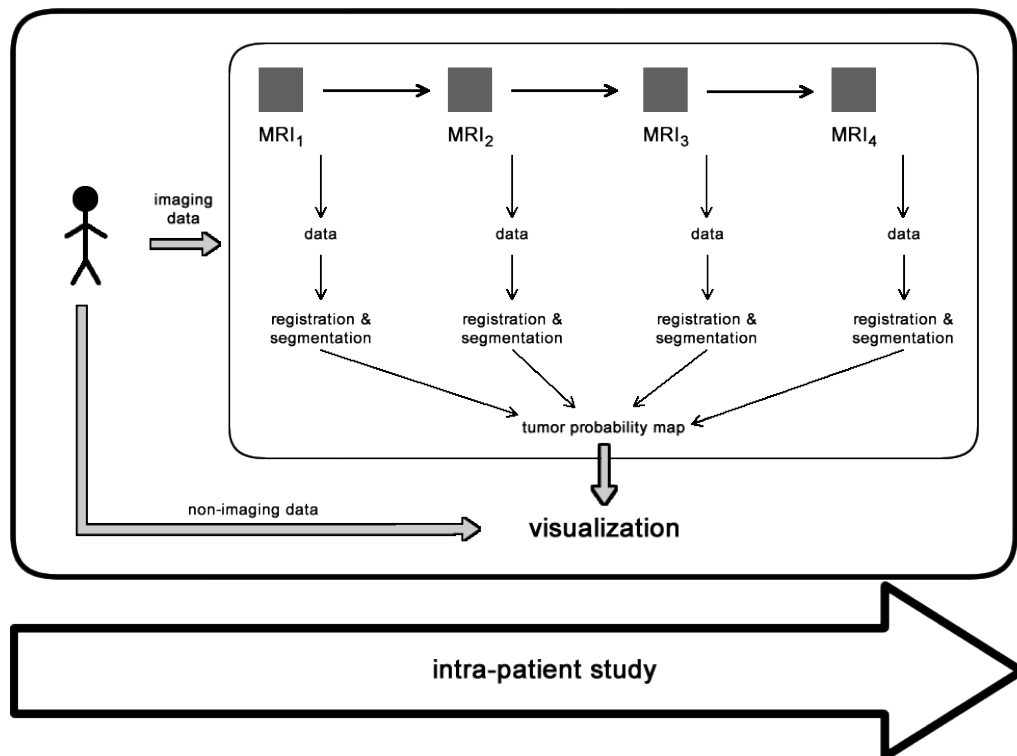 MRI₁ MRI₂ MRI₃ MRI₄
imaging
data
data data data data
registration & registration & registration & registration &
segmentation segmentation segmentation segmentation
tumor probability map
non-imaging data
visualization
intra-patient study